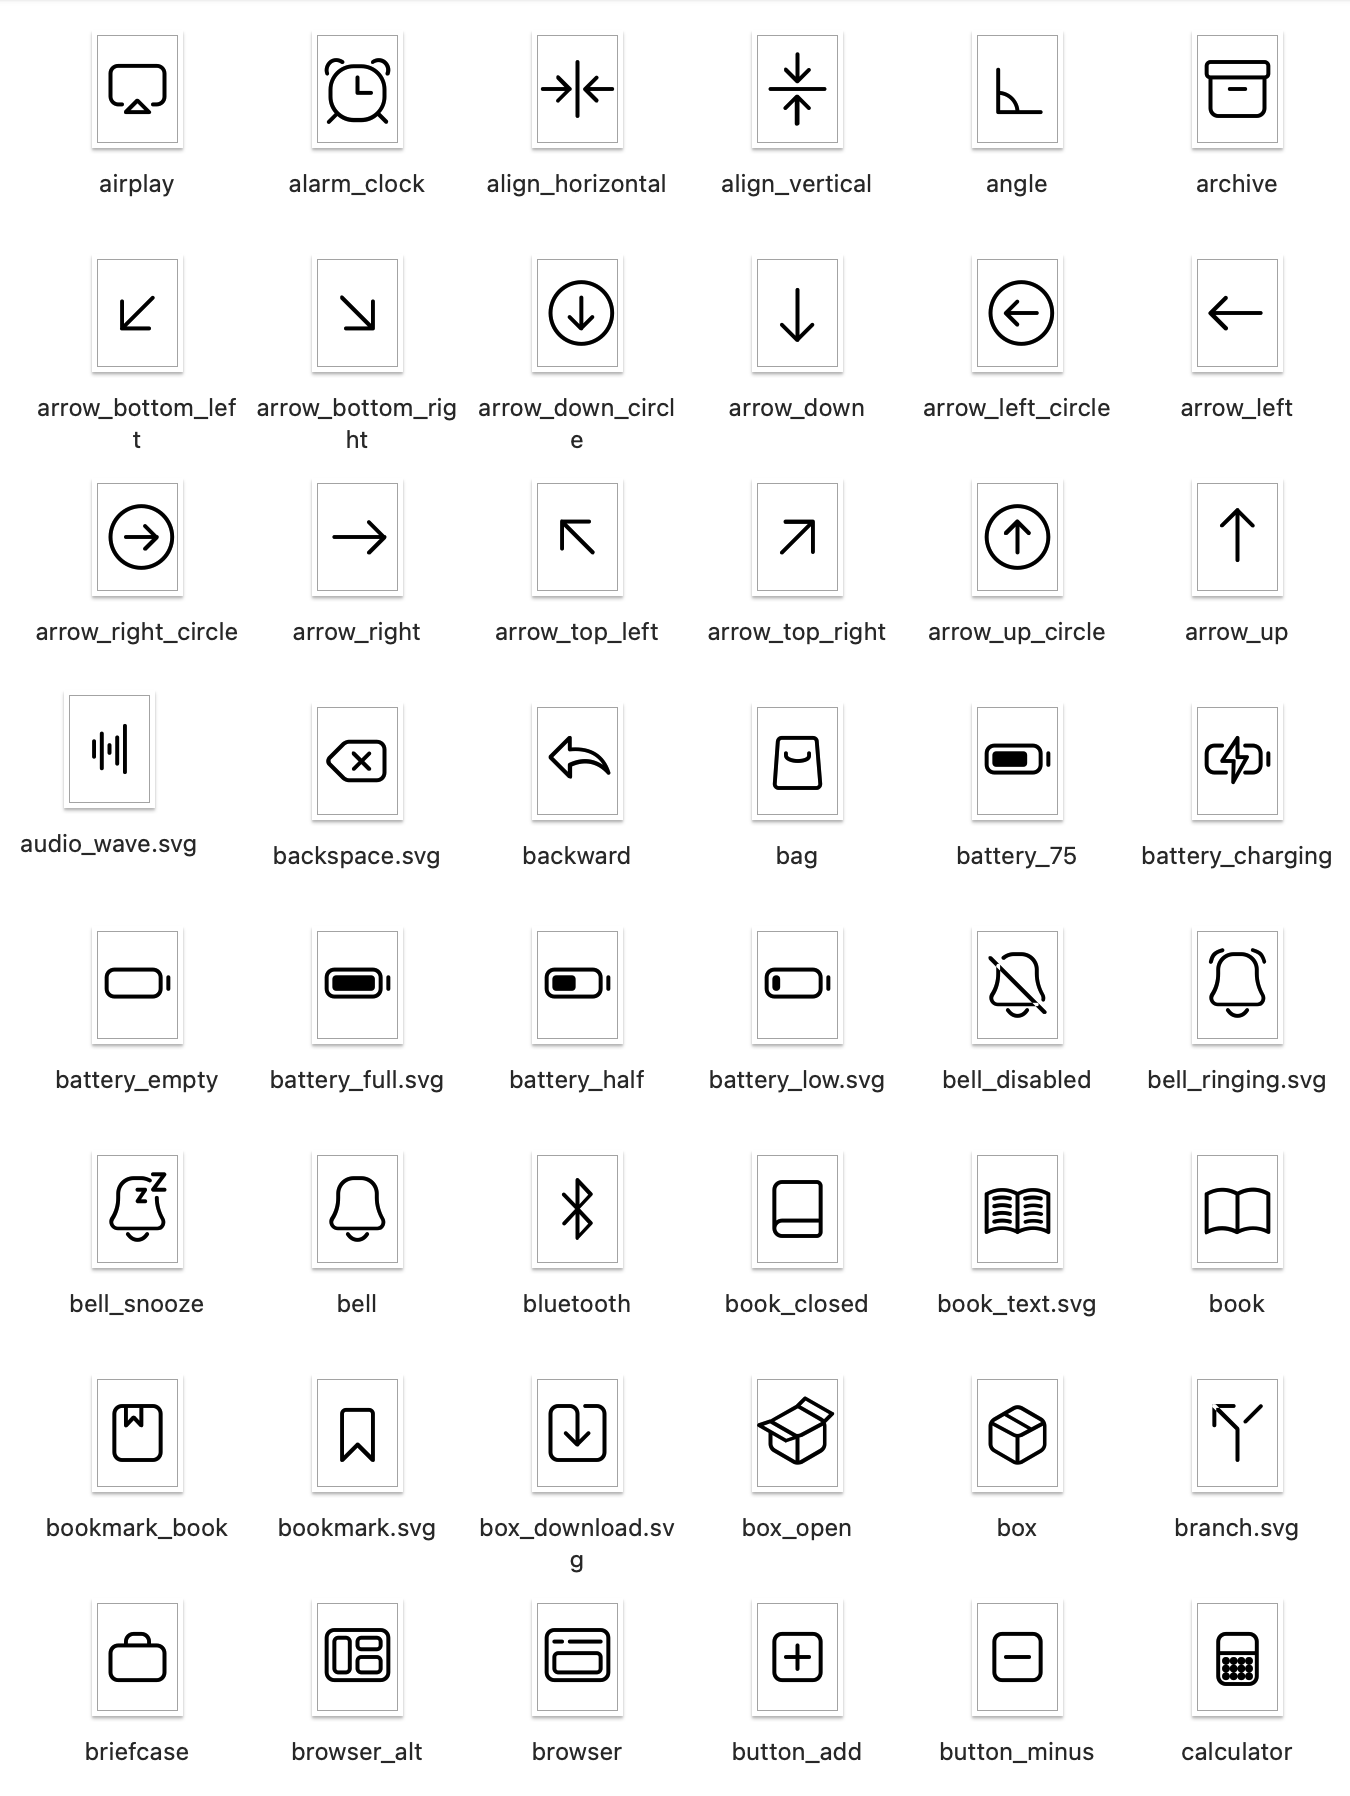 airplay
alarm_clock
align_horizontal
align_vertical
angle
archive
arrow_bottom_lef
t
arrow_bottom_rig
ht
arrow_down_circl
e
arrow_down
arrow_left_circle
arrow_left
arrow_right_circle
arrow_right
arrow_top_left
arrow_top_right
arrow_up_circle
arrow_up
audio_wave.svg
backspace.svg
backward
bag
battery_75
battery_charging
battery_empty
battery_full.svg
battery_half
battery_low.svg
bell_disabled
bell_ringing.svg
zZ
bell_snooze
bell
bluetooth
book_closed
book_text.svg
book
bookmark_book
bookmark.svg
box_download.sv
g
box_open
box
branch.svg
briefcase
browser_alt
browser
button_add
button_minus
calculator